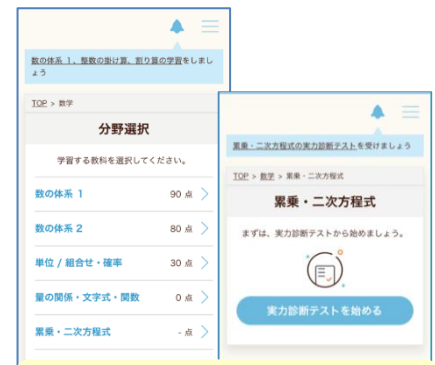 数の体系 1、整数の掛け算、割り算の学習をしまし
ょう
TOP > 数学
分野選択
学習する教科を選択してください。
数の体系 1 90 点
数の体系 2 80 点
単位 / 組合せ・確率 30 点
量の関係・文字式・関数 0 点
累乗・二次方程式 - 点
累乗・二次方程式の実力診断テストを受けましょう
TOP > 数学 > 累乗・二次方程式
累乗・二次方程式
まずは、実力診断テストから始めましょう。
実力診断テストを始める